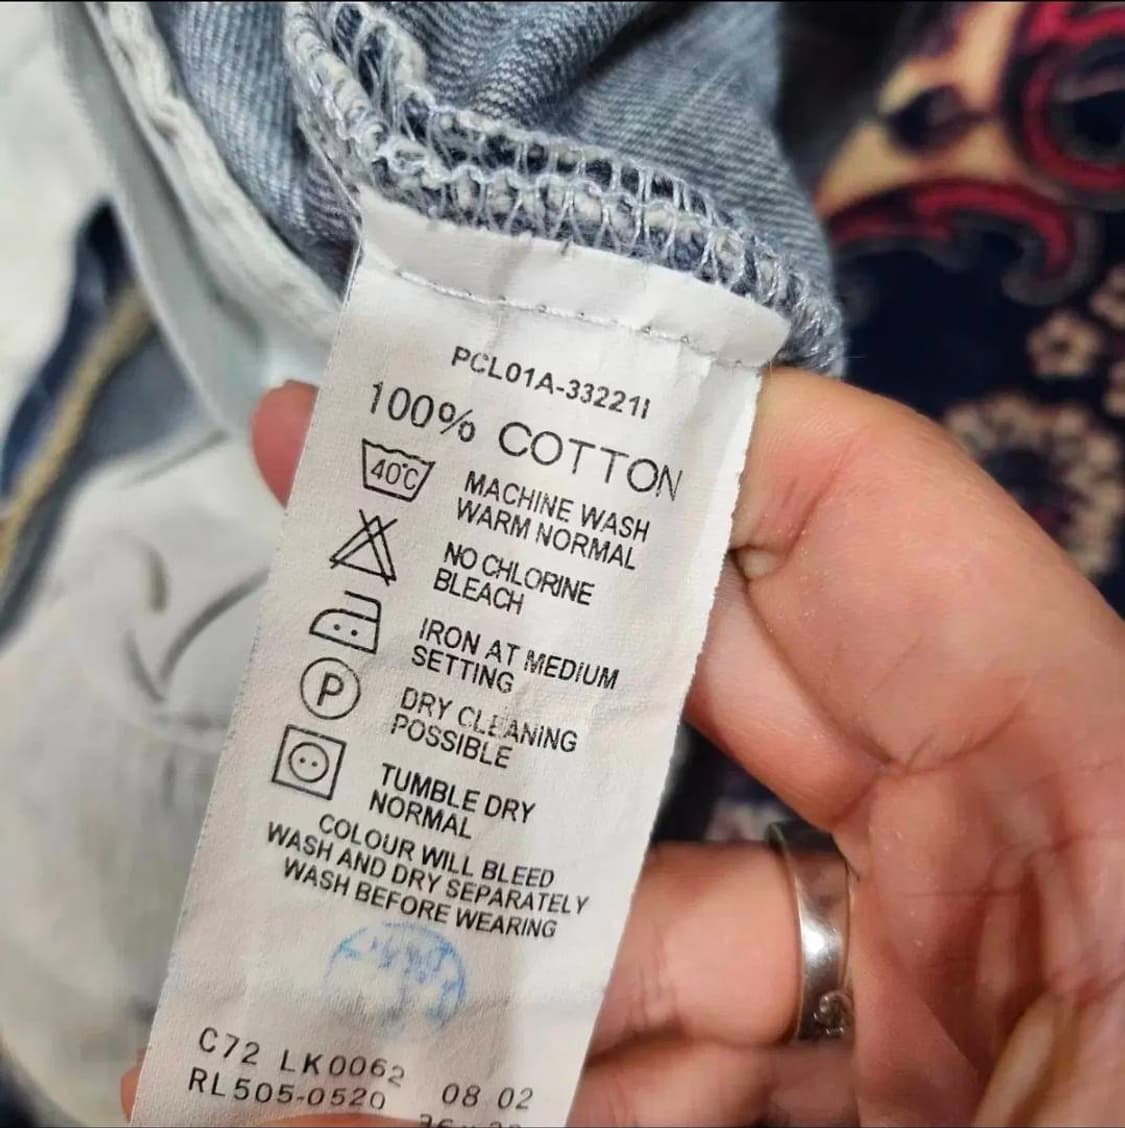 PCL01A-33221I
100% COTTON
40°C MACHINE WASH
WARM NORMAL
NO CHLORINE
BLEACH
IRON AT MEDIUM
SETTING
P DRY CLEANING
POSSIBLE
TUMBLE DRY
NORMAL
COLOUR WILL BLEED
WASH AND DRY SEPARATELY
WASH BEFORE WEARING
C72 LK0062 08 02
RL505-0520